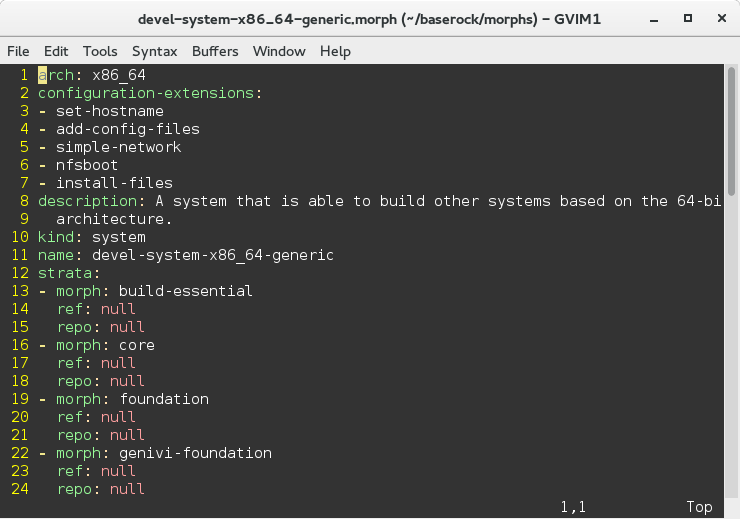 devel-system-x86_64-generic.morph (~/baserock/morphs) – GVIM1
File Edit Tools Syntax Buffers Window Help
1 arch: x86_64
2 configuration-extensions:
3 - set-hostname
4 - add-config-files
5 - simple-network
6 - nfsboot
7 - install-files
8 description: A system that is able to build other systems based on the 64-bi
9   architecture.
10 kind: system
11 name: devel-system-x86_64-generic
12 strata:
13 - morph: build-essential
14   ref: null
15   repo: null
16 - morph: core
17   ref: null
18   repo: null
19 - morph: foundation
20   ref: null
21   repo: null
22 - morph: genivi-foundation
23   ref: null
24   repo: null
1,1 Top